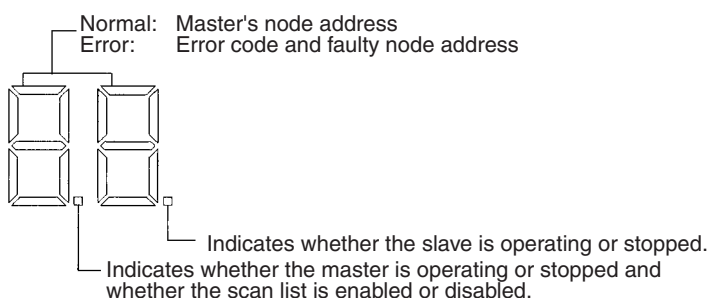 Normal: Master's node address
Error: Error code and faulty node address
Indicates whether the slave is operating or stopped.
Indicates whether the master is operating or stopped and
whether the scan list is enabled or disabled.